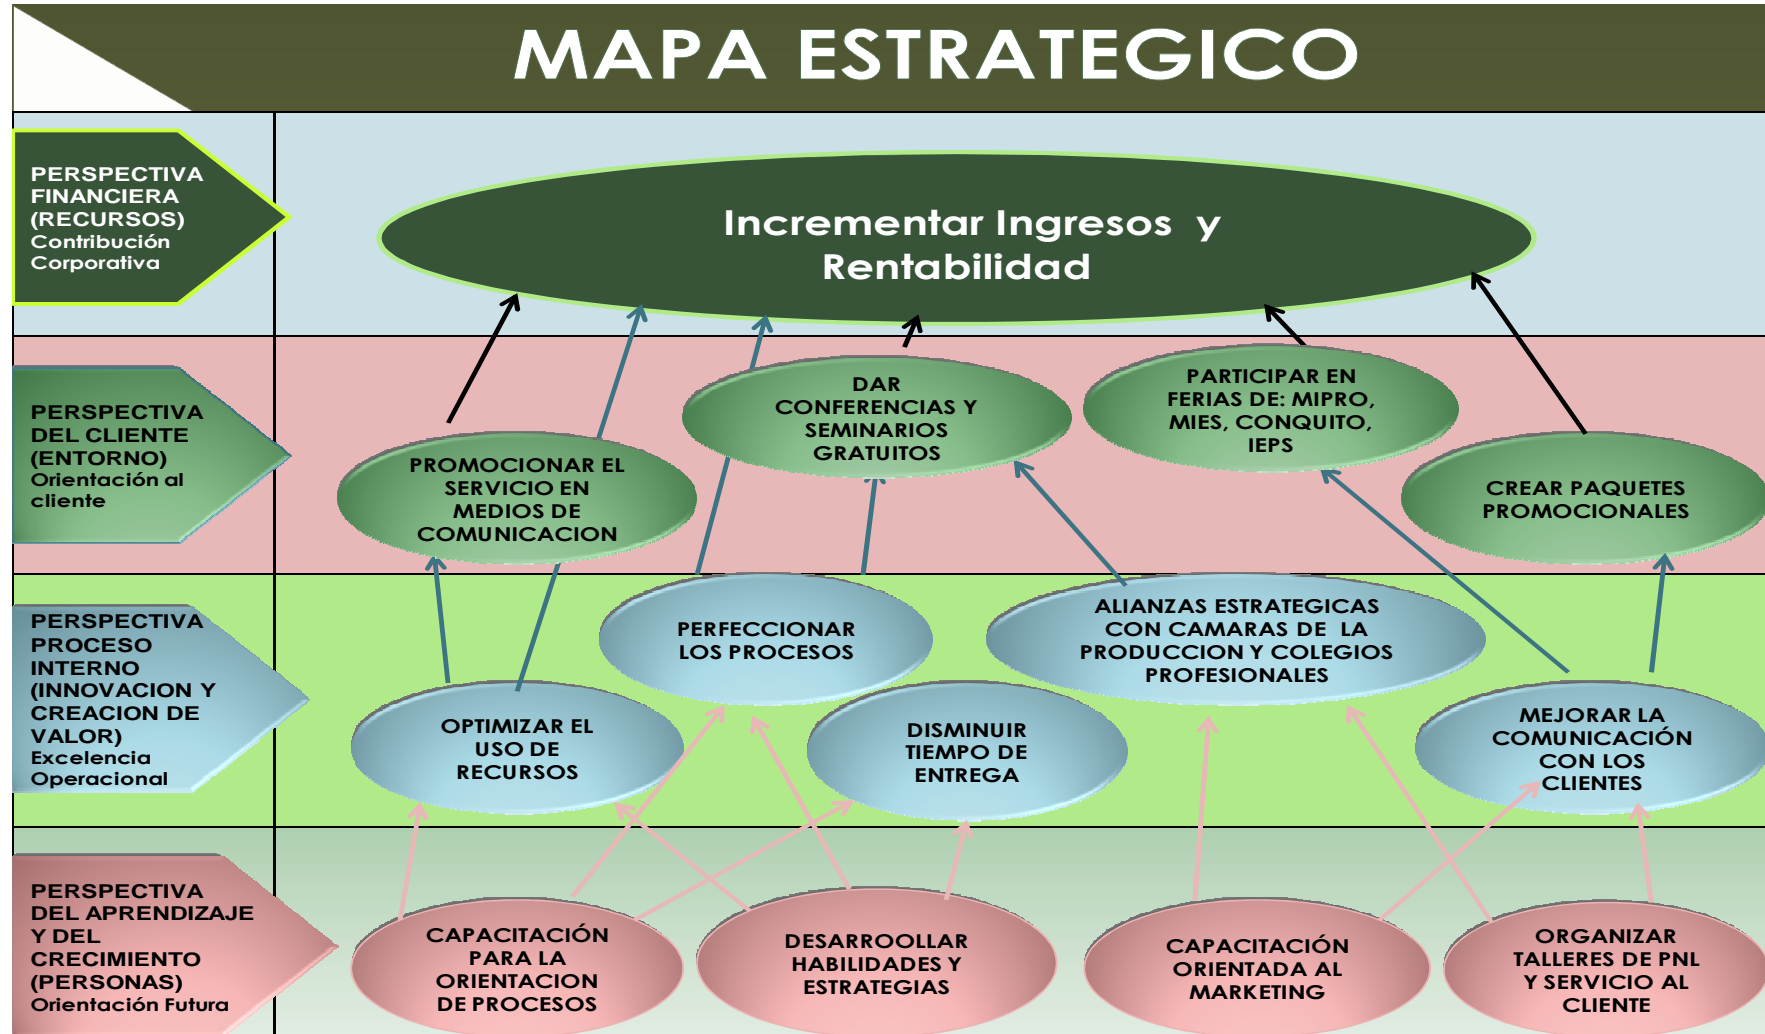 MAPA ESTRATEGICO
PERSPECTIVA
FINANCIERA
(RECURSOS)
Contribución
Corporativa
Incrementar Ingresos y
Rentabilidad
PERSPECTIVA
DEL CLIENTE
(ENTORNO)
Orientación al
cliente
PROMOCIONAR EL
SERVICIO EN
MEDIOS DE
COMUNICACION
DAR
CONFERENCIAS Y
SEMINARIOS
GRATUITOS
PARTICIPAR EN
FERIAS DE: MIPRO,
MIES, CONQUITO,
IEPS
CREAR PAQUETES
PROMOCIONALES
PERSPECTIVA
PROCESO
INTERNO
(INNOVACION Y
CREACION DE
VALOR)
Excelencia
Operacional
OPTIMIZAR EL
USO DE
RECURSOS
PERFECCIONAR
LOS PROCESOS
DISMINUIR
TIEMPO DE
ENTREGA
ALIANZAS ESTRATEGICAS
CON CAMARAS DE LA
PRODUCCION Y COLEGIOS
PROFESIONALES
MEJORAR LA
COMUNICACIÓN
CON LOS
CLIENTES
PERSPECTIVA
DEL APRENDIZAJE
Y DEL
CRECIMIENTO
(PERSONAS)
Orientación Futura
CAPACITACIÓN
PARA LA
ORIENTACION
DE PROCESOS
DESARROOLLAR
HABILIDADES Y
ESTRATEGIAS
CAPACITACIÓN
ORIENTADA AL
MARKETING
ORGANIZAR
TALLERES DE PNL
Y SERVICIO AL
CLIENTE